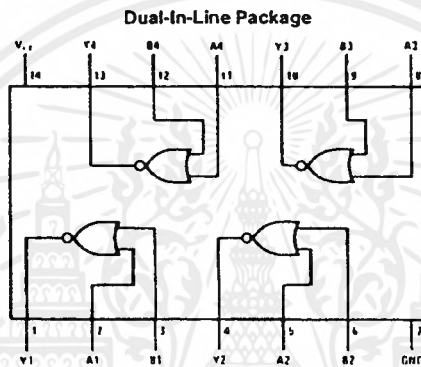 Dual-In-Line Package
VCC Y4 B4 A4 Y3 B3 A3
14 13 12 11 10 9 8
1 2 3 4 5 6 7
Y1 A1 B1 Y2 A2 B2 GND